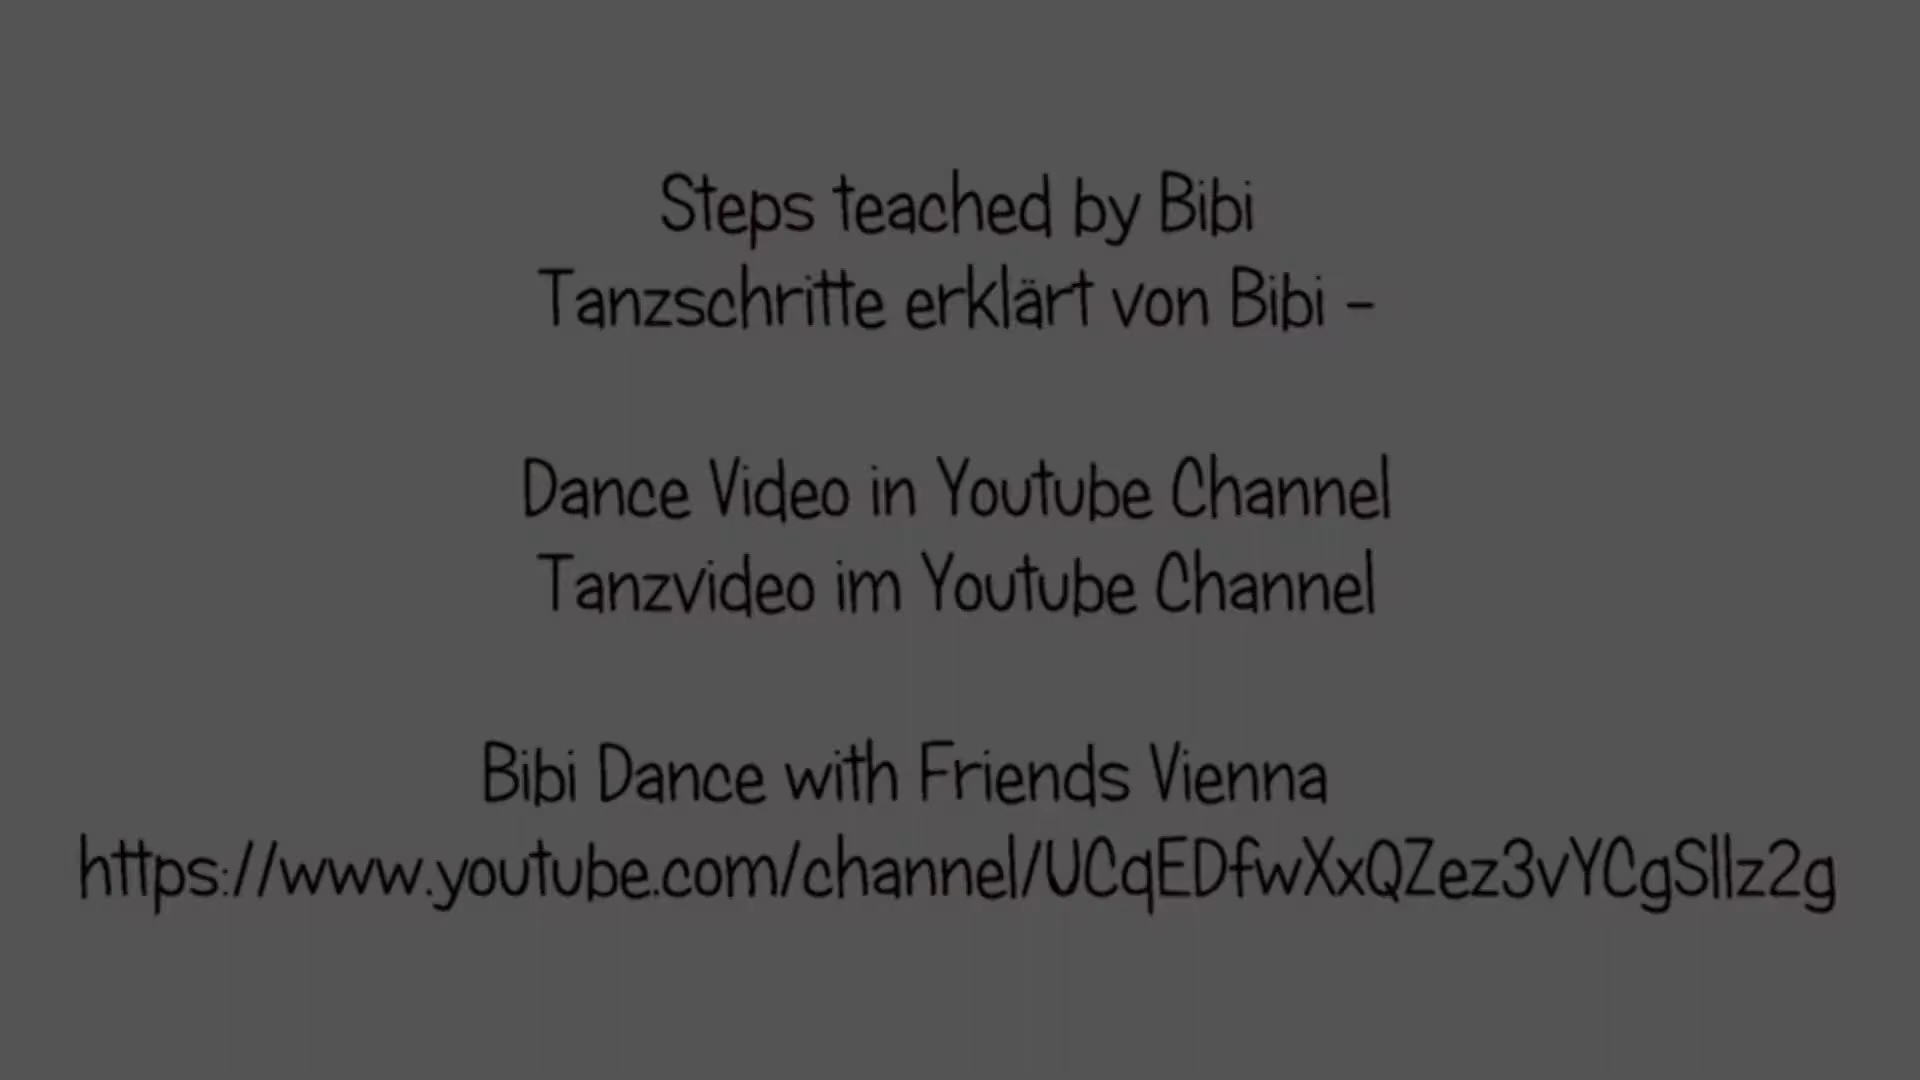 Steps teached by Bibi
Tanzschritte erklärt von Bibi -
Dance Video in Youtube Channel
Tanzvideo im Youtube Channel
Bibi Dance with Friends Vienna
https://www.youtube.com/channel/UCqEDfwXxQZez3vYCgSllz2g